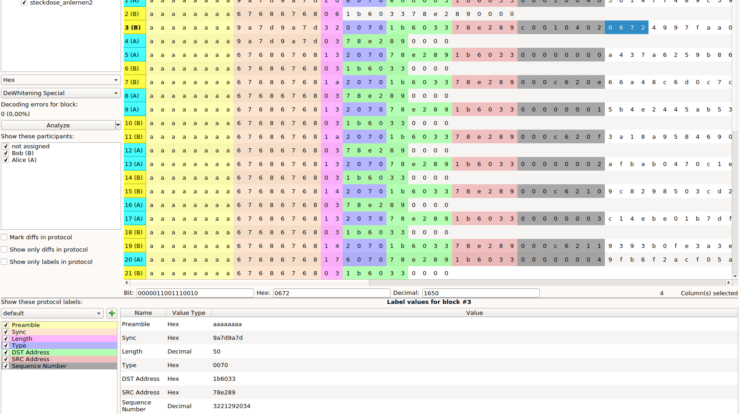 steckdose_anlernen2
Hex
DeWhitening Special
Decoding errors for block:
0 (0,00%)
Analyze
Show these participants:
not assigned
Bob (B)
Alice (A)
Mark diffs in protocol
Show only diffs in protocol
Show only labels in protocol
2 (B) a a a a a a a a 6 7 6 8 6 7 6 8 0 6 1 b 6 0 3 3 7 8 e 2 8 9 0 0 0 0
3 (B) a a a a a a a a 9 a 7 d 9 a 7 d 3 2 0 0 7 0 1 b 6 0 3 3 7 8 e 2 8 9 c 0 0 1 0 4 0 2 0 6 7 2 4 9 9 7 f a a 0
4 (A) a a a a a a a a 9 a 7 d 9 a 7 d 0 3 7 8 e 2 8 9 0 0 0 0
5 (A) a a a a a a a a 6 7 6 8 6 7 6 8 1 3 2 0 7 0 7 8 e 2 8 9 1 b 6 0 3 3 0 0 0 0 0 0 0 0 a 4 3 7 a 6 2 5 9 b 8 6
6 (B) a a a a a a a a 6 7 6 8 6 7 6 8 0 3 1 b 6 0 3 3 0 0 0 0
7 (B) a a a a a a a a 6 7 6 8 6 7 6 8 1 a 2 0 7 0 1 b 6 0 3 3 7 8 e 2 8 9 0 0 0 c 6 2 0 e 6 6 a 4 8 c 6 d 0 c 7 c
8 (A) a a a a a a a a 6 7 6 8 6 7 6 8 0 3 7 8 e 2 8 9 0 0 0 0
9 (A) a a a a a a a a 6 7 6 8 6 7 6 8 1 3 2 0 7 0 7 8 e 2 8 9 1 b 6 0 3 3 0 0 0 0 0 0 0 1 5 b 4 e 2 4 4 5 a b 5 3
10 (B) a a a a a a a a 6 7 6 8 6 7 6 8 0 3 1 b 6 0 3 3 0 0 0 0
11 (B) a a a a a a a a 6 7 6 8 6 7 6 8 1 a 2 0 7 0 1 b 6 0 3 3 7 8 e 2 8 9 0 0 0 c 6 2 0 f 3 a 1 8 a 9 5 8 4 6 9 0
12 (A) a a a a a a a a 6 7 6 8 6 7 6 8 0 3 7 8 e 2 8 9 0 0 0 0
13 (A) a a a a a a a a 6 7 6 8 6 7 6 8 1 3 2 0 7 0 7 8 e 2 8 9 1 b 6 0 3 3 0 0 0 0 0 0 0 2 a f b a b 0 4 7 0 c 1 e
14 (B) a a a a a a a a 6 7 6 8 6 7 6 8 0 3 1 b 6 0 3 3 0 0 0 0
15 (B) a a a a a a a a 6 7 6 8 6 7 6 8 1 4 2 0 7 0 1 b 6 0 3 3 7 8 e 2 8 9 0 0 0 c 6 2 1 0 9 c 8 2 9 8 5 0 3 c d 2
16 (A) a a a a a a a a 6 7 6 8 6 7 6 8 0 3 7 8 e 2 8 9 0 0 0 0
17 (A) a a a a a a a a 6 7 6 8 6 7 6 8 1 3 2 0 7 0 7 8 e 2 8 9 1 b 6 0 3 3 0 0 0 0 0 0 0 3 c 1 4 e b e 0 1 b 7 d f
18 (B) a a a a a a a a 6 7 6 8 6 7 6 8 0 3 1 b 6 0 3 3 0 0 0 0
19 (B) a a a a a a a a 6 7 6 8 6 7 6 8 1 4 2 0 7 0 1 b 6 0 3 3 7 8 e 2 8 9 0 0 0 c 6 2 1 1 9 3 9 3 b 0 f e 3 a 3 e
20 (A) a a a a a a a a 6 7 6 8 6 7 6 8 1 7 6 0 7 0 7 8 e 2 8 9 1 b 6 0 3 3 0 0 0 0 0 0 0 4 9 f b 6 f 2 a c f 0 5 a
21 (B) a a a a a a a a 6 7 6 8 6 7 6 8 0 3 1 b 6 0 3 3 0 0 0 0
Bit: 0000011001110010 Hex: 0672 Decimal: 1650 4 Column(s) selected
Show these protocol labels:
default
Preamble
Sync
Length
Type
DST Address
SRC Address
Sequence Number
Label values for block #3
Name Value Type Value
Preamble Hex aaaaaaaa
Sync Hex 9a7d9a7d
Length Decimal 50
Type Hex 0070
DST Address Hex 1b6033
SRC Address Hex 78e289
Sequence Number Decimal 3221292034